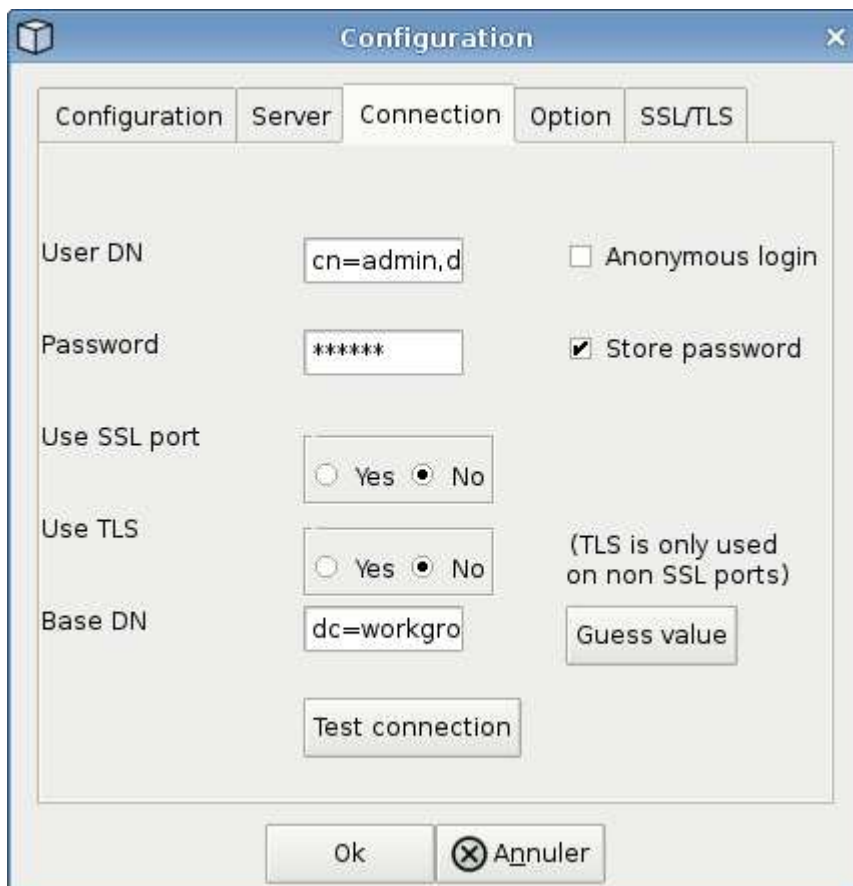 Configuration
Configuration Server Connection Option SSL/TLS
User DN cn=admin,d Anonymous login
Password ****** Store password
Use SSL port
Yes No
Use TLS
Yes No (TLS is only used
on non SSL ports)
Base DN dc=workgro Guess value
Test connection
Ok Annuler